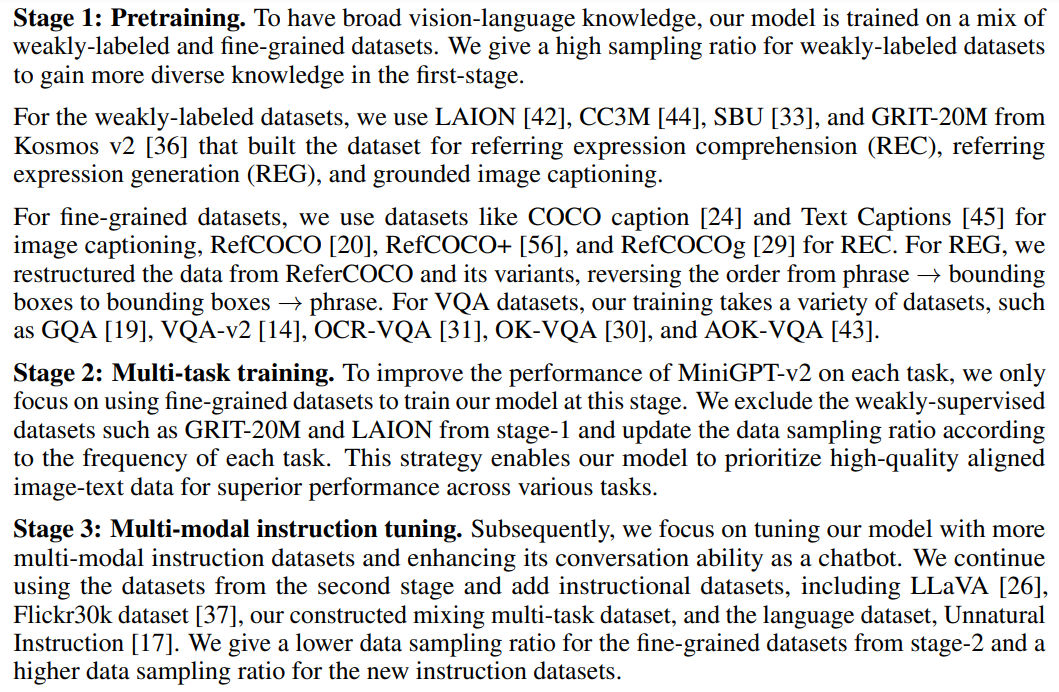 Stage 1: Pretraining. To have broad vision-language knowledge, our model is trained on a mix of
weakly-labeled and fine-grained datasets. We give a high sampling ratio for weakly-labeled datasets
to gain more diverse knowledge in the first-stage.
For the weakly-labeled datasets, we use LAION [42], CC3M [44], SBU [33], and GRIT-20M from
Kosmos v2 [36] that built the dataset for referring expression comprehension (REC), referring
expression generation (REG), and grounded image captioning.
For fine-grained datasets, we use datasets like COCO caption [24] and Text Captions [45] for
image captioning, RefCOCO [20], RefCOCO+ [56], and RefCOCOg [29] for REC. For REG, we
restructured the data from ReferCOCO and its variants, reversing the order from phrase → bounding
boxes to bounding boxes → phrase. For VQA datasets, our training takes a variety of datasets, such
as GQA [19], VQA-v2 [14], OCR-VQA [31], OK-VQA [30], and AOK-VQA [43].
Stage 2: Multi-task training. To improve the performance of MiniGPT-v2 on each task, we only
focus on using fine-grained datasets to train our model at this stage. We exclude the weakly-supervised
datasets such as GRIT-20M and LAION from stage-1 and update the data sampling ratio according
to the frequency of each task. This strategy enables our model to prioritize high-quality aligned
image-text data for superior performance across various tasks.
Stage 3: Multi-modal instruction tuning. Subsequently, we focus on tuning our model with more
multi-modal instruction datasets and enhancing its conversation ability as a chatbot. We continue
using the datasets from the second stage and add instructional datasets, including LLaVA [26],
Flickr30k dataset [37], our constructed mixing multi-task dataset, and the language dataset, Unnatural
Instruction [17]. We give a lower data sampling ratio for the fine-grained datasets from stage-2 and a
higher data sampling ratio for the new instruction datasets.